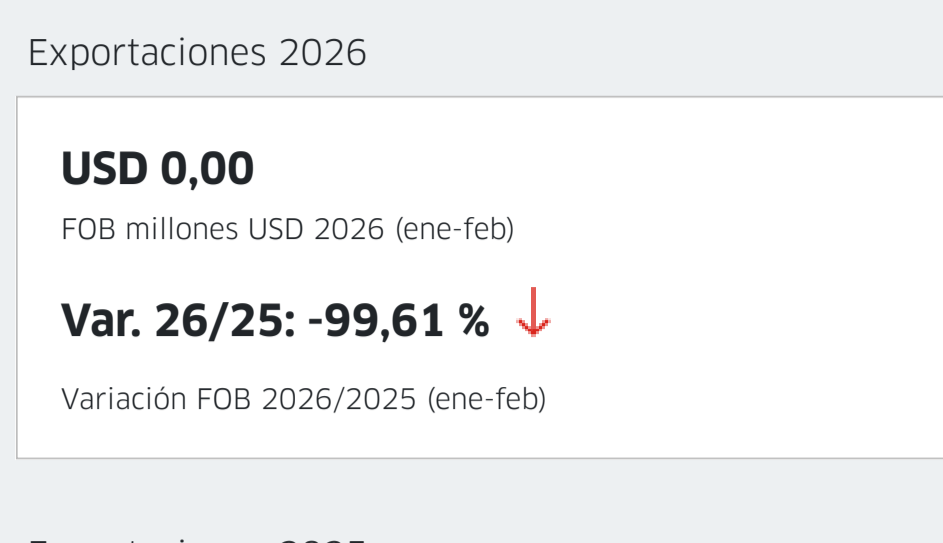 Exportaciones 2026
USD 0,00
FOB millones USD 2026 (ene-feb)
Var. 26/25: -99,61 %
Variación FOB 2026/2025 (ene-feb)